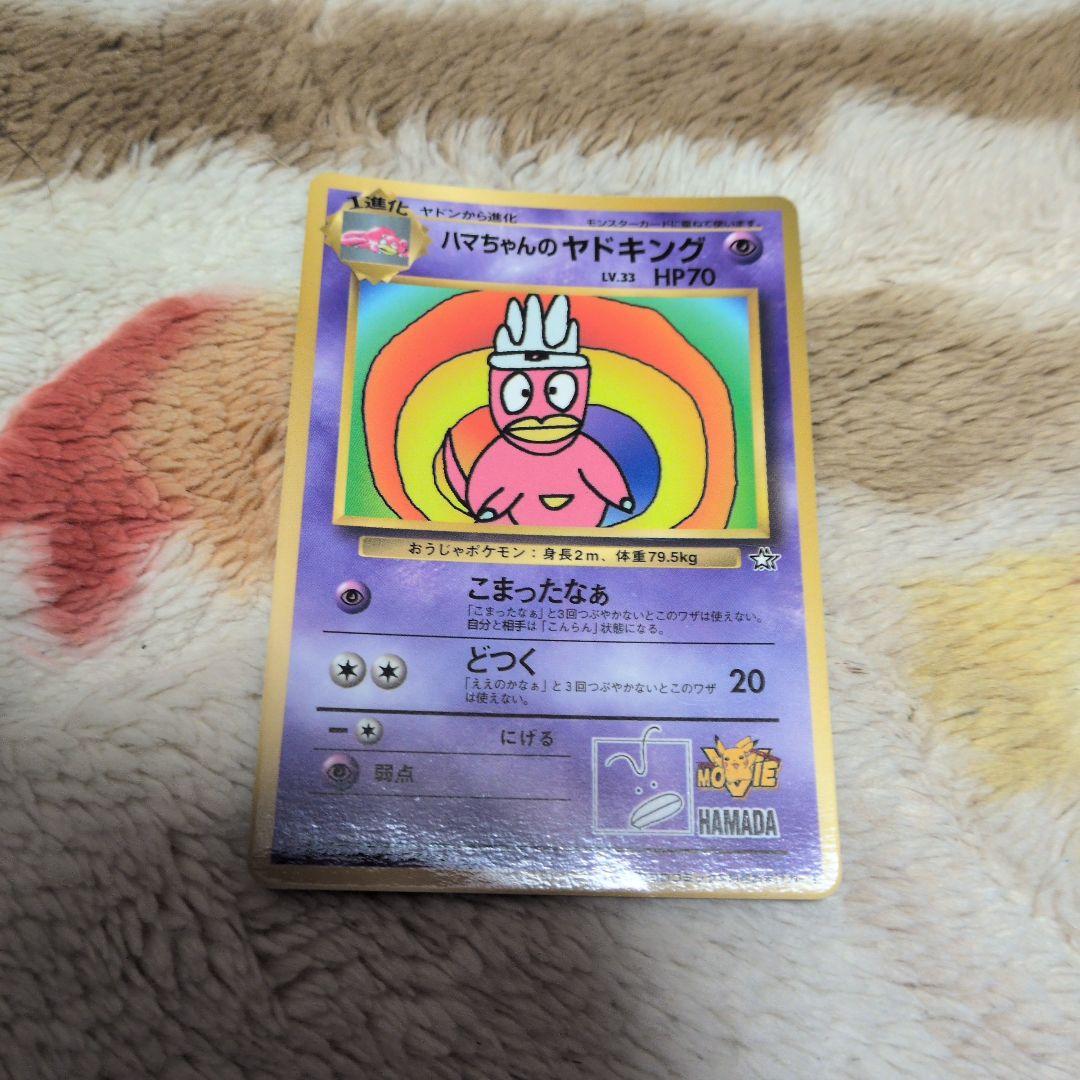 1進化
ヤドンから進化
モンスターカードに重ねて使います。
ハマちゃんのヤドキング
LV.33 HP70
おうじゃポケモン：身長2m、体重79.5kg
こまったなぁ
「こまったなぁ」と3回つぶやかないとこのワザは使えない。
自分と相手は「こんらん」状態になる。
どつく 20
「ええのかなぁ」と3回つぶやかないとこのワザ
は使えない。
にげる
弱点
MOVIE
HAMADA